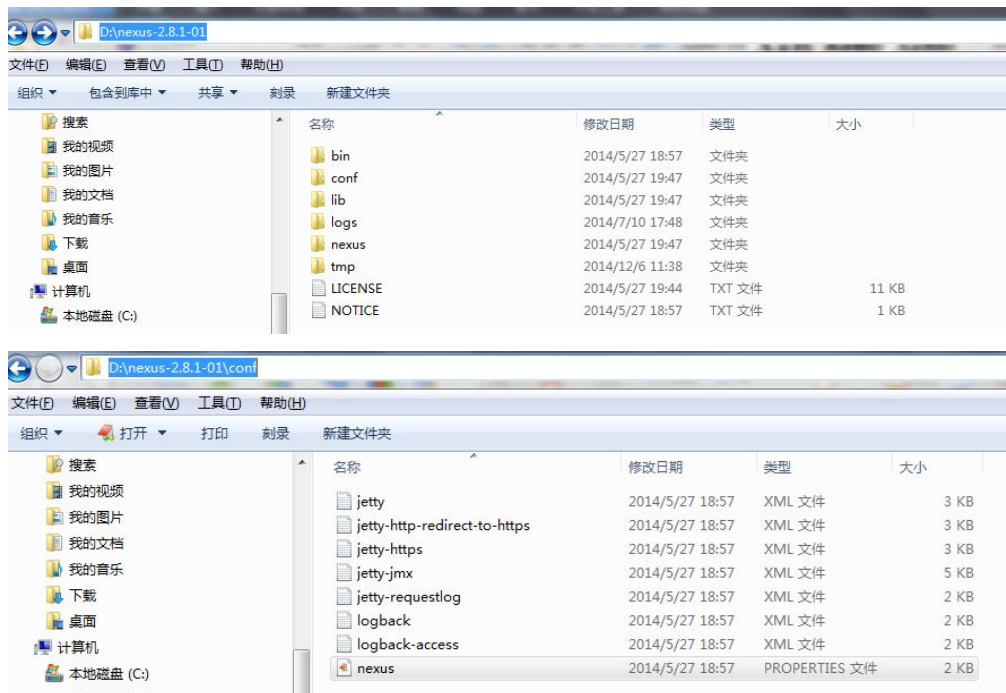 D:\nexus-2.8.1-01
文件(F) 编辑(E) 查看(V) 工具(T) 帮助(H)
组织 包含到库中 共享 刻录 新建文件夹
搜索
我的视频
我的图片
我的文档
我的音乐
下载
桌面
计算机
本地磁盘 (C:)
名称 修改日期 类型 大小
bin 2014/5/27 18:57 文件夹
conf 2014/5/27 19:47 文件夹
lib 2014/5/27 19:47 文件夹
logs 2014/7/10 17:48 文件夹
nexus 2014/5/27 19:47 文件夹
tmp 2014/12/6 11:38 文件夹
LICENSE 2014/5/27 19:44 TXT 文件 11 KB
NOTICE 2014/5/27 18:57 TXT 文件 1 KB
D:\nexus-2.8.1-01\conf
文件(F) 编辑(E) 查看(V) 工具(T) 帮助(H)
组织 打开 打印 刻录 新建文件夹
搜索
我的视频
我的图片
我的文档
我的音乐
下载
桌面
计算机
本地磁盘 (C:)
名称 修改日期 类型 大小
jetty 2014/5/27 18:57 XML 文件 3 KB
jetty-http-redirect-to-https 2014/5/27 18:57 XML 文件 3 KB
jetty-https 2014/5/27 18:57 XML 文件 3 KB
jetty-jmx 2014/5/27 18:57 XML 文件 5 KB
jetty-requestlog 2014/5/27 18:57 XML 文件 2 KB
logback 2014/5/27 18:57 XML 文件 2 KB
logback-access 2014/5/27 18:57 XML 文件 2 KB
nexus 2014/5/27 18:57 PROPERTIES 文件 2 KB